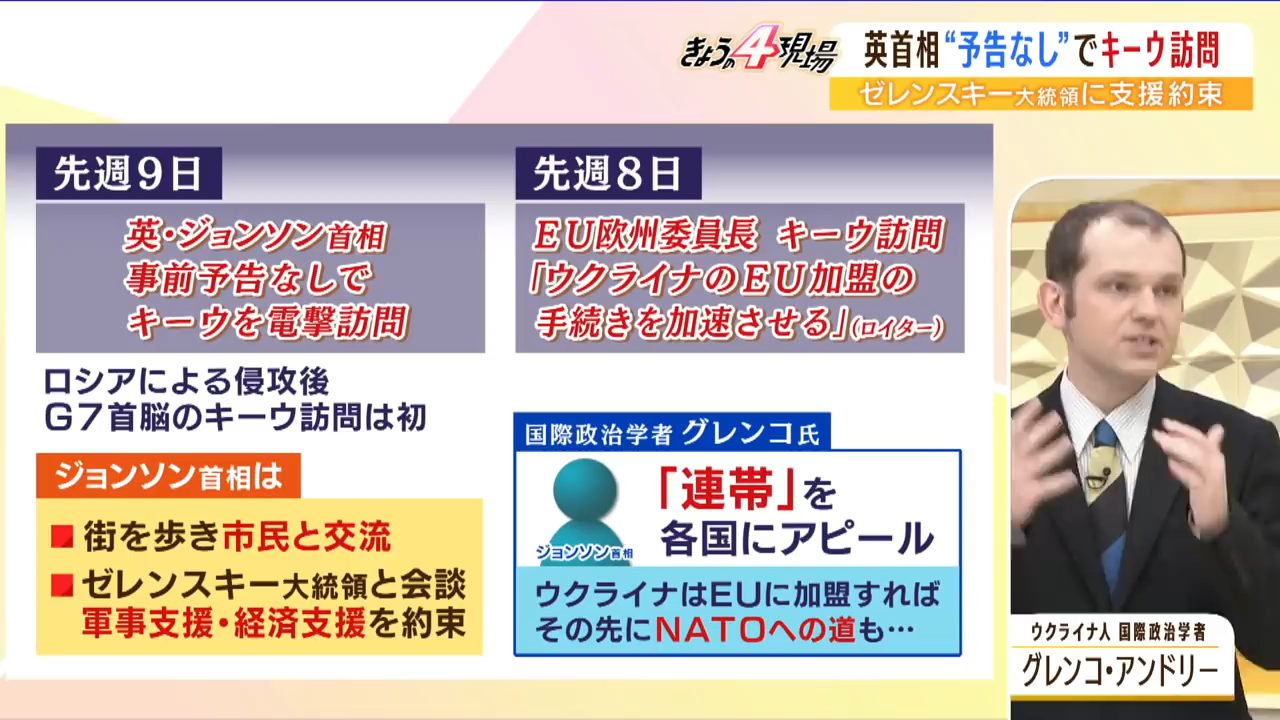 きょうの4現場
英首相“予告なし”でキーウ訪問
ゼレンスキー大統領に支援約束
先週9日
英・ジョンソン首相
事前予告なしで
キーウを電撃訪問
ロシアによる侵攻後
G7首脳のキーウ訪問は初
ジョンソン首相は
■街を歩き市民と交流
■ゼレンスキー大統領と会談
軍事支援・経済支援を約束
先週8日
EU欧州委員長 キーウ訪問
「ウクライナのEU加盟の
手続きを加速させる」(ロイター)
国際政治学者 グレンコ氏
「連帯」を
各国にアピール
ジョンソン首相
ウクライナはEUに加盟すれば
その先にNATOへの道も…
ウクライナ人 国際政治学者
グレンコ・アンドリー